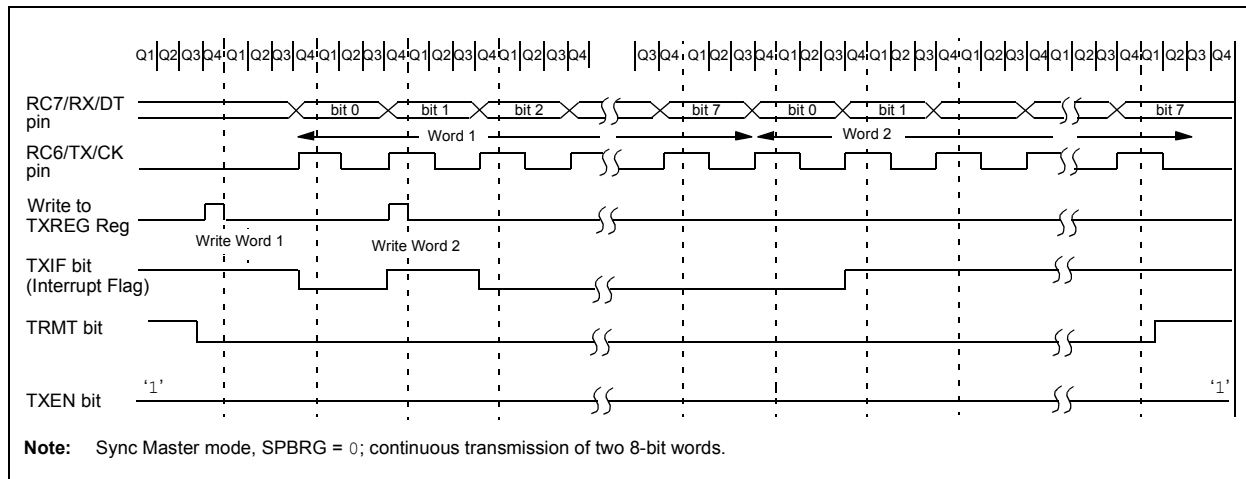 Q1 Q2 Q3 Q4 Q1 Q2 Q3 Q4 Q1 Q2 Q3 Q4 Q1 Q2 Q3 Q4 Q1 Q2 Q3 Q4 Q3 Q4 Q1 Q2 Q3 Q4 Q1 Q2 Q3 Q4 Q1 Q2 Q3 Q4 Q1 Q2 Q3 Q4 Q1 Q2 Q3 Q4 Q1 Q2 Q3 Q4
RC7/RX/DT
pin
bit 0 bit 1 bit 2 bit 7 bit 0 bit 1 bit 7
Word 1 Word 2
RC6/TX/CK
pin
Write to
TXREG Reg
Write Word 1 Write Word 2
TXIF bit
(Interrupt Flag)
TRMT bit
‘1’ ‘1’
TXEN bit
Note: Sync Master mode, SPBRG = 0; continuous transmission of two 8-bit words.